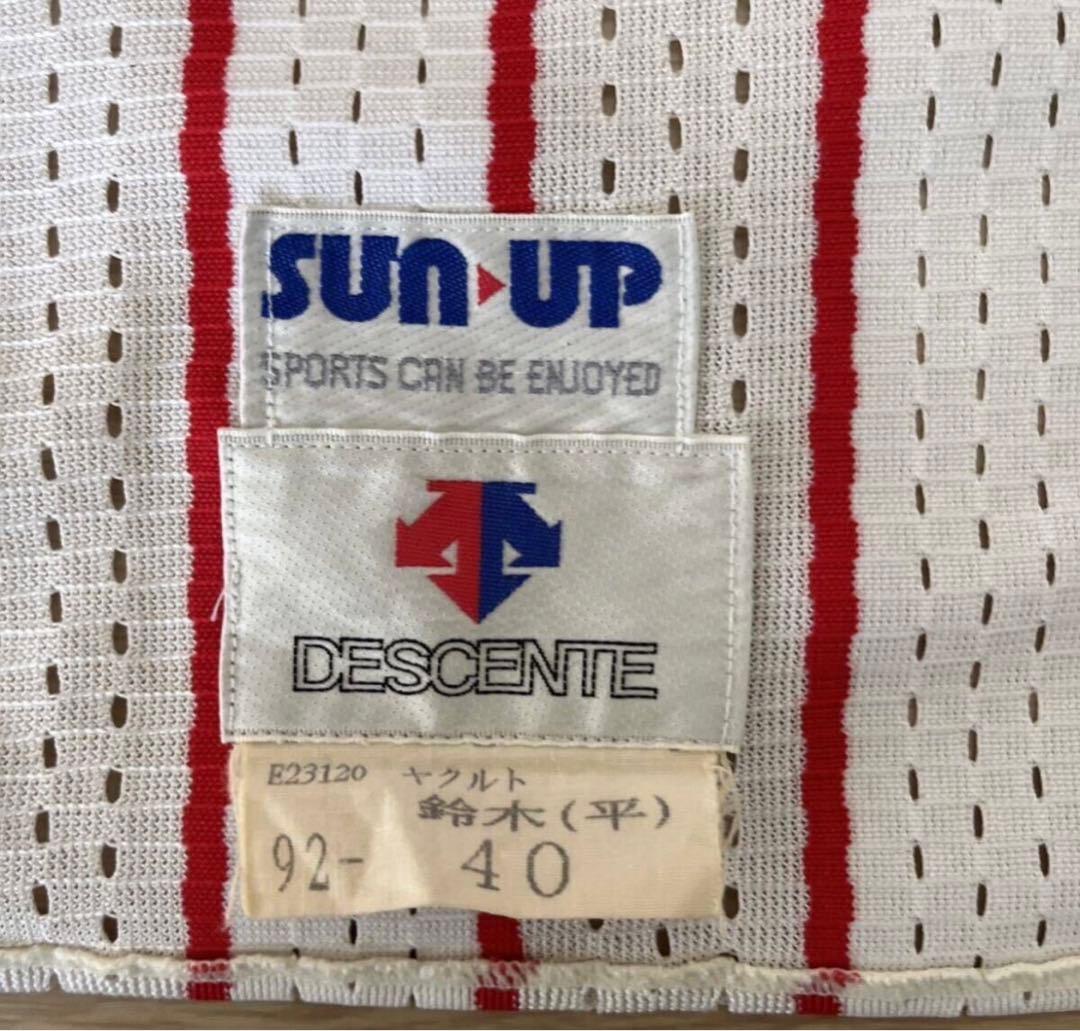 SUN UP
SPORTS CAN BE ENJOYED
DESCENTE
E23120 ヤクルト
鈴木(平)
92- 40